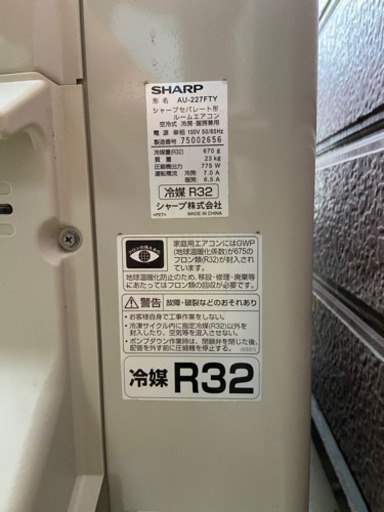 SHARP
形名 AU-227FTY
シャープセパレート形
ルームエアコン
空冷式 冷房・暖房兼用
電源 単相 100V 50/60Hz
製造番号 75002656
冷媒量(R32) 670g
質量 23kg
圧縮機出力 775W
運転電流 冷房 7.0A
暖房 6.5A
冷媒 R32
シャープ株式会社
MADE IN CHINA
家庭用エアコンにはGWP
(地球温暖化係数)が675の
フロン類(R32)が封入され
ています。
地球温暖化防止のため、移設・修理・廃棄等
にあたってはフロン類の回収が必要です。
警告 故障・破裂などのおそれあり
・お客様自身で工事をしない。
・冷凍サイクル内に指定冷媒(R32)以外を
封入したり、空気等を混入させない。
・ポンプダウン作業時は、閉鎖弁を閉じた後、
配管を外す前に圧縮機を停止する。
冷媒 R32